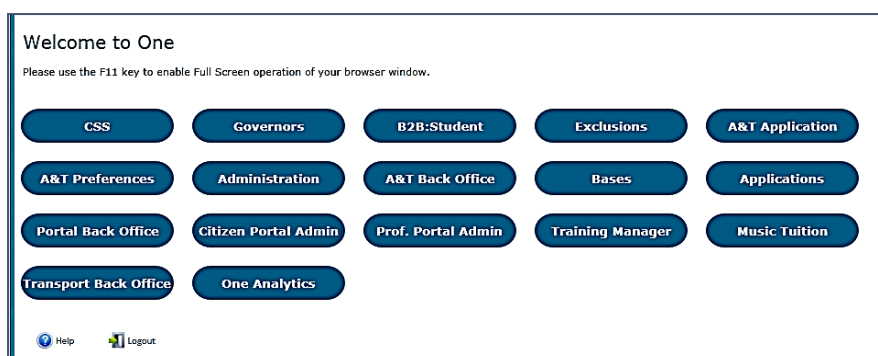 Welcome to One
Please use the F11 key to enable Full Screen operation of your browser window.
CSS Governors B2B:Student Exclusions A&T Application
A&T Preferences Administration A&T Back Office Bases Applications
Portal Back Office Citizen Portal Admin Prof. Portal Admin Training Manager Music Tuition
Transport Back Office One Analytics
Help Logout